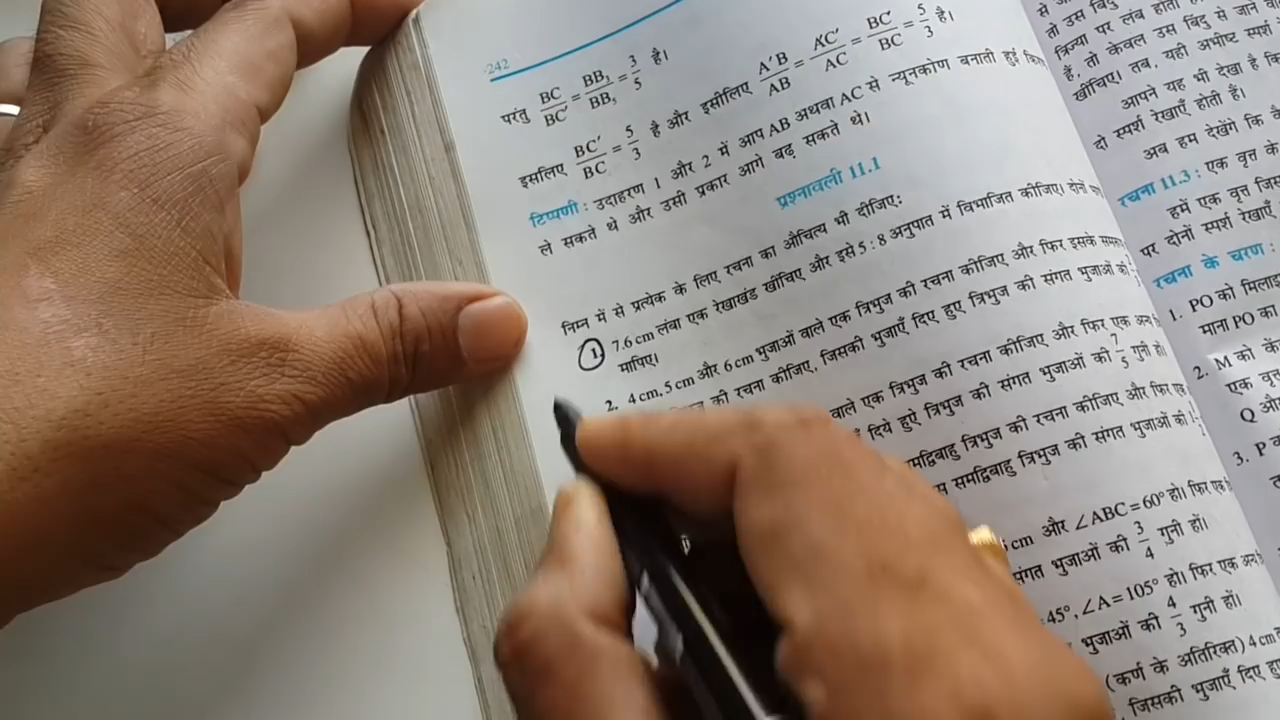 242
परंतु BC/BC′ = BB₃/BB₅ = 3/5 है।
इसलिए BC′/BC = 5/3 है और इसीलिए A′B/AB = A′C′/AC = BC′/BC = 5/3 है।
टिप्पणी : उदाहरण 1 और 2 में आप AB अथवा AC से न्यूनकोण बनाती हुई
ले सकते थे और उसी प्रकार आगे बढ़ सकते थे।
प्रश्नावली 11.1
निम्न में से प्रत्येक के लिए रचना का औचित्य भी दीजिए:
1. 7.6 cm लंबा एक रेखाखंड खींचिए और इसे 5 : 8 अनुपात में विभाजित कीजिए। दोनों
मापिए।
2. 4 cm, 5 cm और 6 cm भुजाओं वाले एक त्रिभुज की रचना कीजिए और फिर इसके
की रचना कीजिए, जिसकी भुजाएँ दिए हुए त्रिभुज की संगत भुजाओं की
वाले एक त्रिभुज की रचना कीजिए और फिर एक अन्य
दिये हुऐ त्रिभुज की संगत भुजाओं की 7/5 गुनी हों।
त्रिभुज की रचना कीजिए और फिर एक
समद्विबाहु त्रिभुज की संगत भुजाओं की
cm और ∠ABC = 60° हो। फिर एक
संगत भुजाओं की 3/4 गुनी हों।
45°, ∠A = 105° हो। फिर एक अन्य
भुजाओं की 4/3 गुनी हों।
(कर्ण के अतिरिक्त) 4 cm
जिसकी भुजाएँ दिए हुए
से
तो उस बिंदु
त्रिज्या पर लंब होता
हैं, तो केवल उस बिंदु से जाने
खींचिए। तब, यही अभीष्ट स्पर्श
आपने यह भी देखा है कि
दो स्पर्श रेखाएँ होती हैं।
अब हम देखेंगे कि
रचना 11.3 : एक वृत्त के
हमें एक वृत्त जिस
पर दोनों स्पर्श रेखाएँ
रचना के चरण :
1. PO को मिलाइ
माना PO का
2. M को
एक वृत्त
Q और
3. P